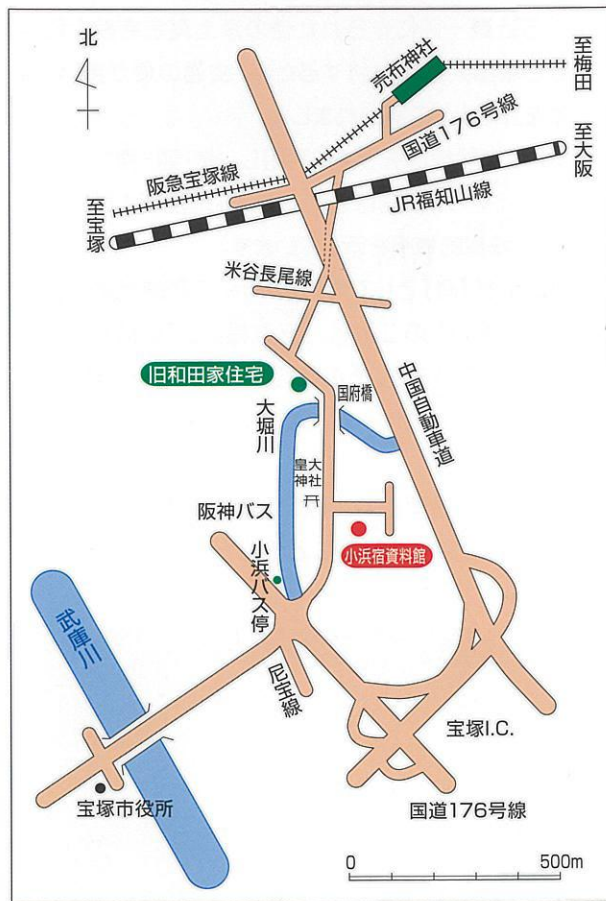 北
売布神社
至梅田
国道176号線
至大阪
阪急宝塚線
JR福知山線
至宝塚
米谷長尾線
旧和田家住宅
国府橋
中国自動車道
大堀川
皇大神社
阪神バス
小浜宿資料館
小浜バス停
武庫川
尼宝線
宝塚I.C.
宝塚市役所
国道176号線
0 500m